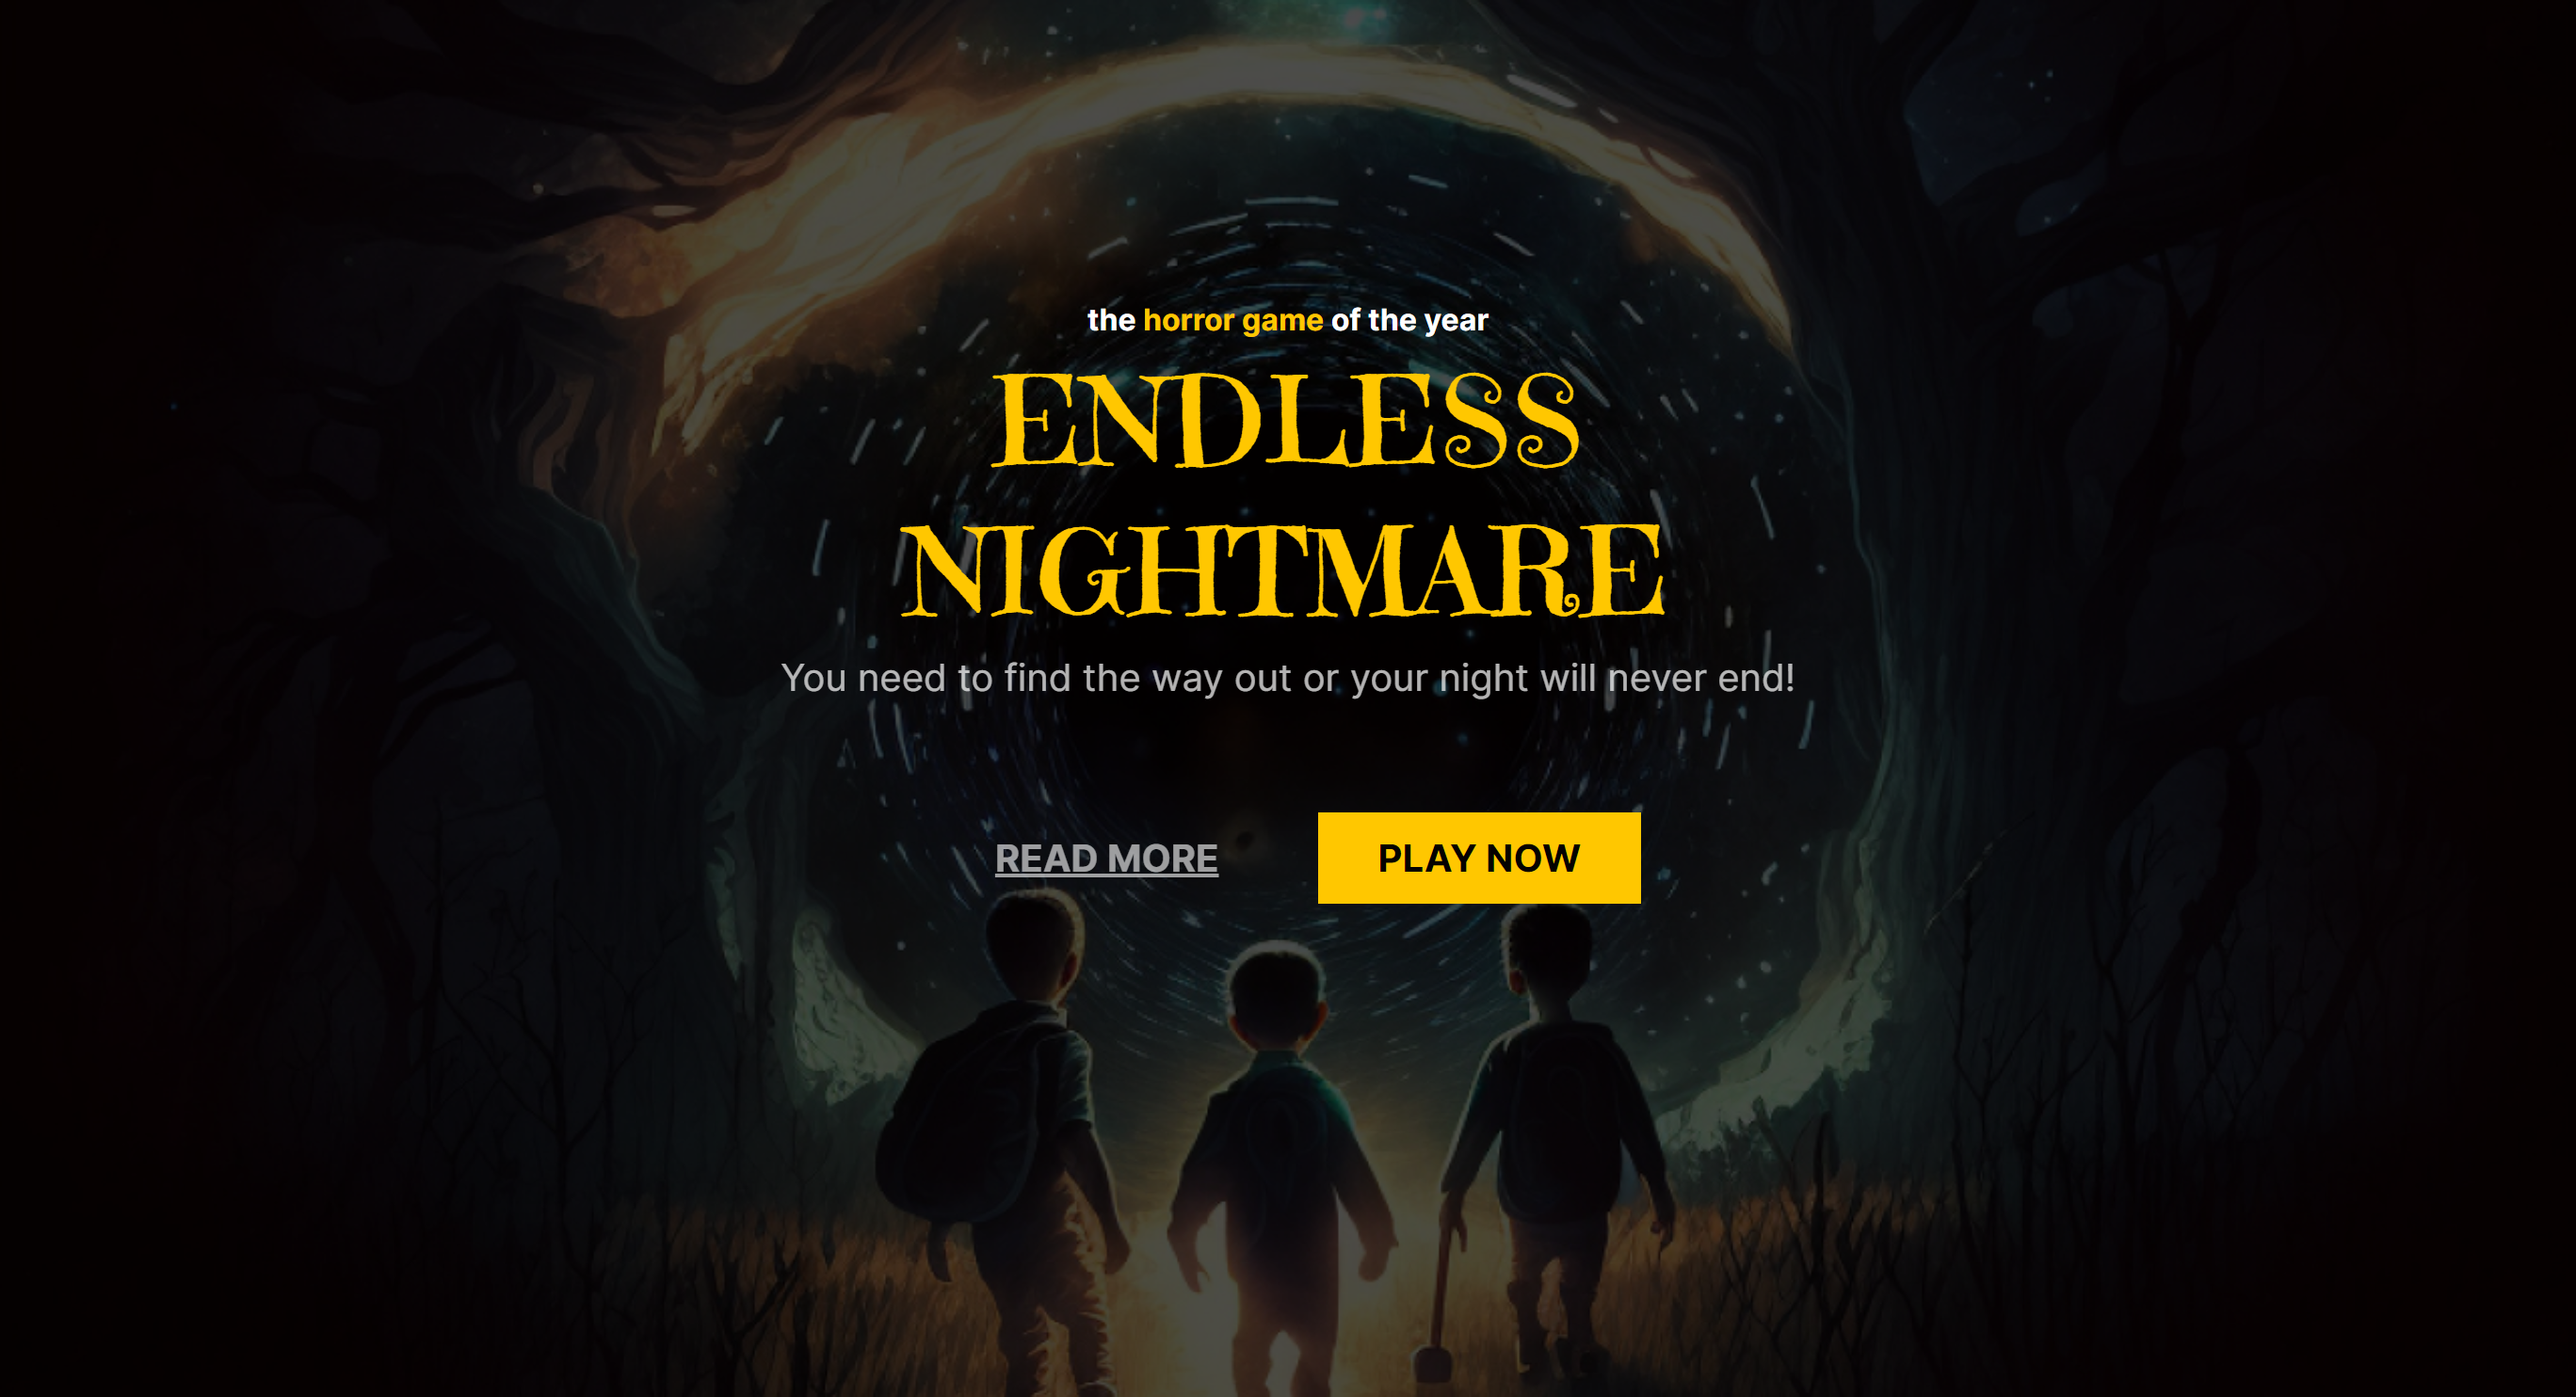 the horror game of the year
ENDLESS
NIGHTMARE
You need to find the way out or your night will never end!
READ MORE
PLAY NOW